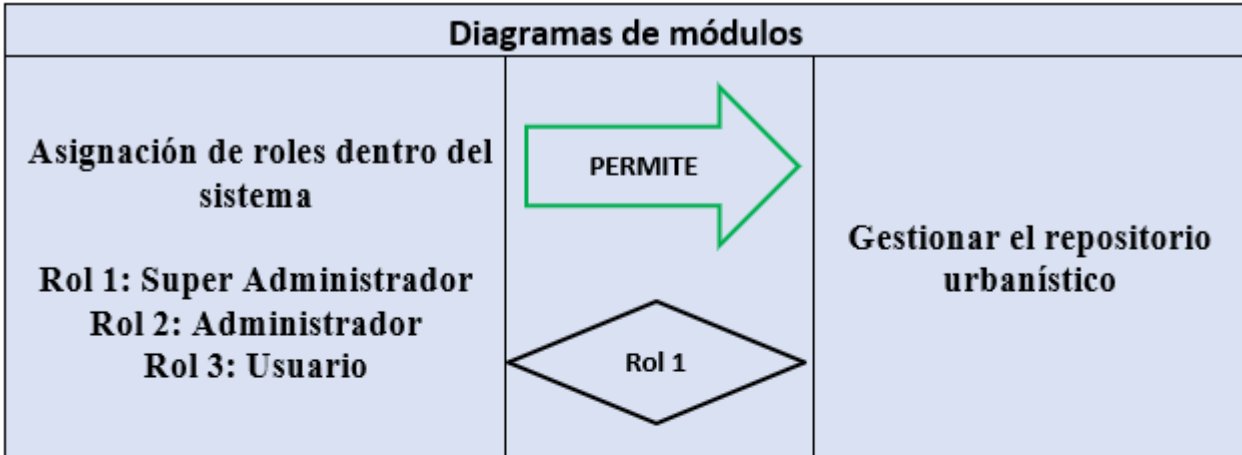 Diagramas de módulos
Asignación de roles dentro del
sistema
Rol 1: Super Administrador
Rol 2: Administrador
Rol 3: Usuario
PERMITE
Rol 1
Gestionar el repositorio
urbanístico